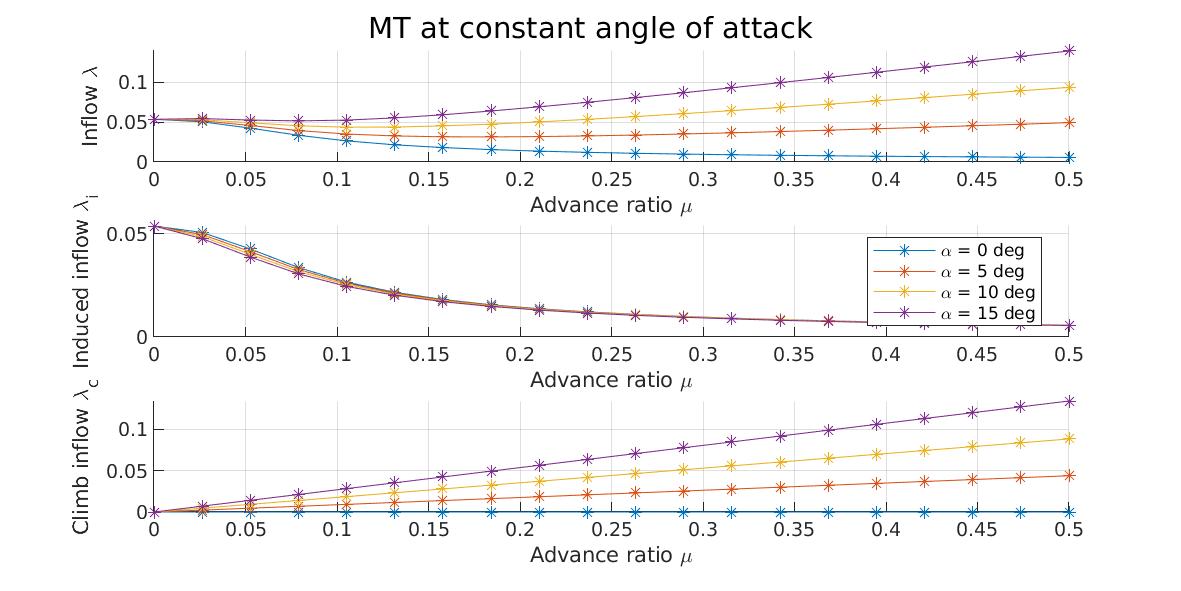 MT at constant angle of attack
Inflow λ
0.1
0.05
0
0 0.05 0.1 0.15 0.2 0.25 0.3 0.35 0.4 0.45 0.5
Advance ratio μ
Induced inflow λi
0.05
0
α = 0 deg
α = 5 deg
α = 10 deg
α = 15 deg
0 0.05 0.1 0.15 0.2 0.25 0.3 0.35 0.4 0.45 0.5
Advance ratio μ
Climb inflow λc
0.1
0.05
0
0 0.05 0.1 0.15 0.2 0.25 0.3 0.35 0.4 0.45 0.5
Advance ratio μ